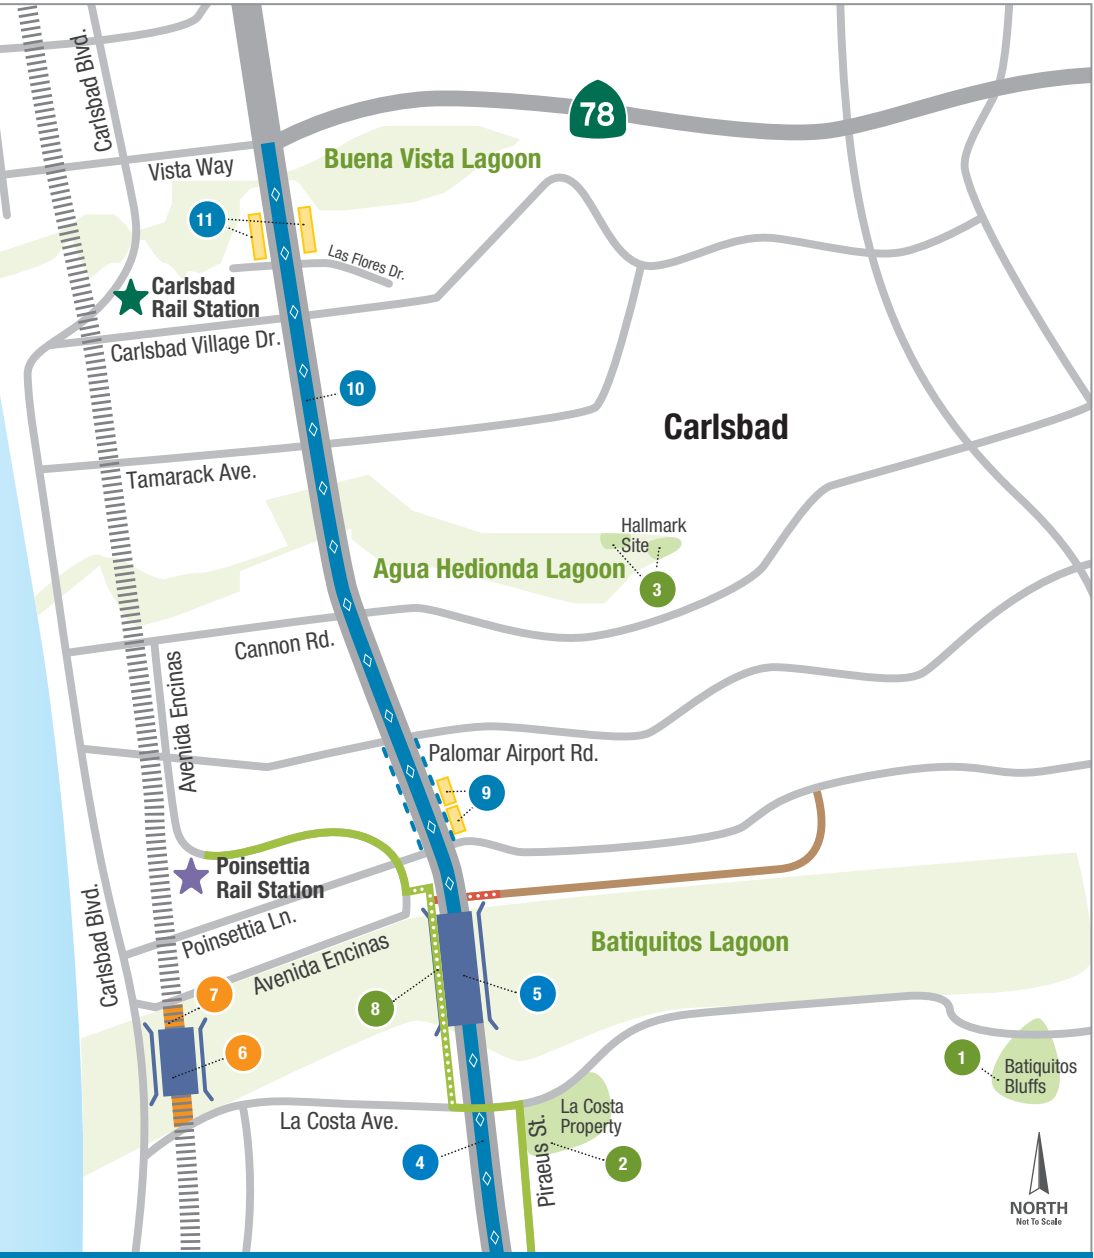 Carlsbad Blvd.
78
Vista Way
Buena Vista Lagoon
11
Las Flores Dr.
Carlsbad
Rail Station
Carlsbad Village Dr.
10
Carlsbad
Tamarack Ave.
Hallmark
Site
Agua Hedionda Lagoon
3
Cannon Rd.
Avenida Encinas
Palomar Airport Rd.
9
Poinsettia
Rail Station
Carlsbad Blvd.
Poinsettia Ln.
Avenida Encinas
Batiquitos Lagoon
7
8
5
6
1
Batiquitos
Bluffs
La Costa Ave.
La Costa
Property
Piraeus St.
4
2
NORTH
Not To Scale